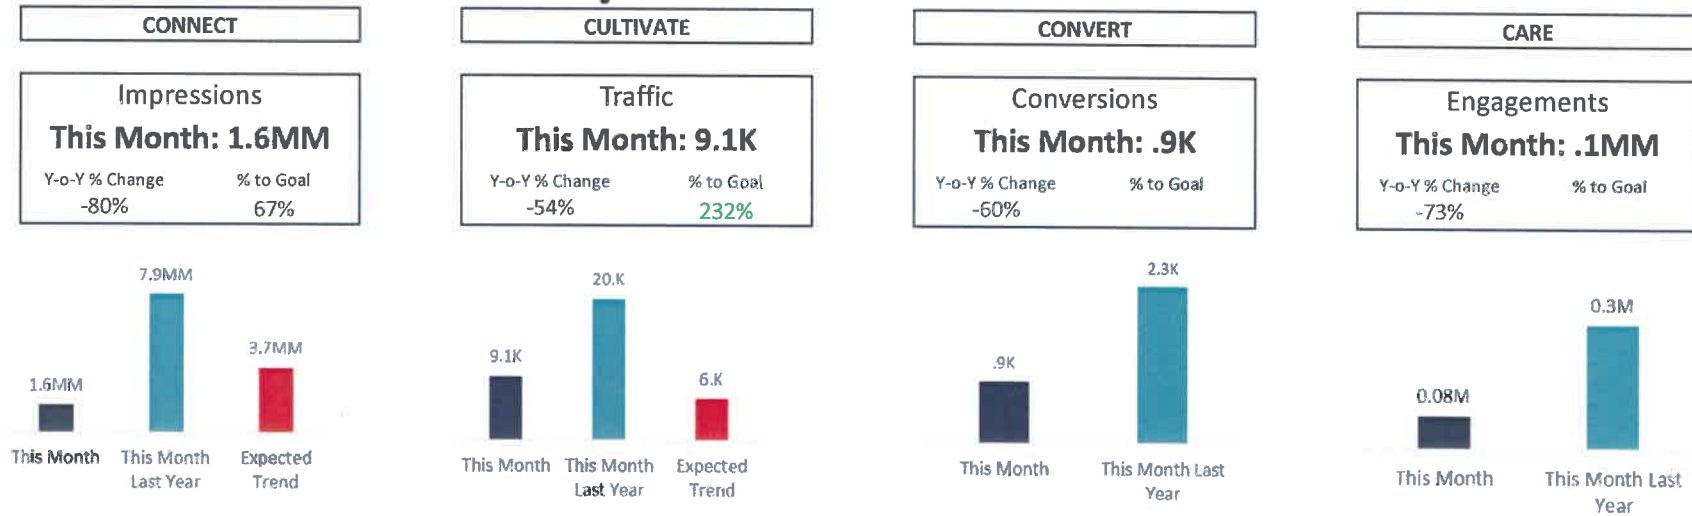 CONNECT
Impressions
This Month: 1.6MM
Y-o-Y % Change % to Goal
-80% 67%
7.9MM
3.7MM
1.6MM
This Month This Month Expected
Last Year Trend
CULTIVATE
Traffic
This Month: 9.1K
Y-o-Y % Change % to Goal
-54% 232%
20.K
9.1K
6.K
This Month This Month Expected
Last Year Trend
CONVERT
Conversions
This Month: .9K
Y-o-Y % Change % to Goal
-60%
2.3K
.9K
This Month This Month Last
Year
CARE
Engagements
This Month: .1MM
Y-o-Y % Change % to Goal
-73%
0.3M
0.08M
This Month This Month Last
Year